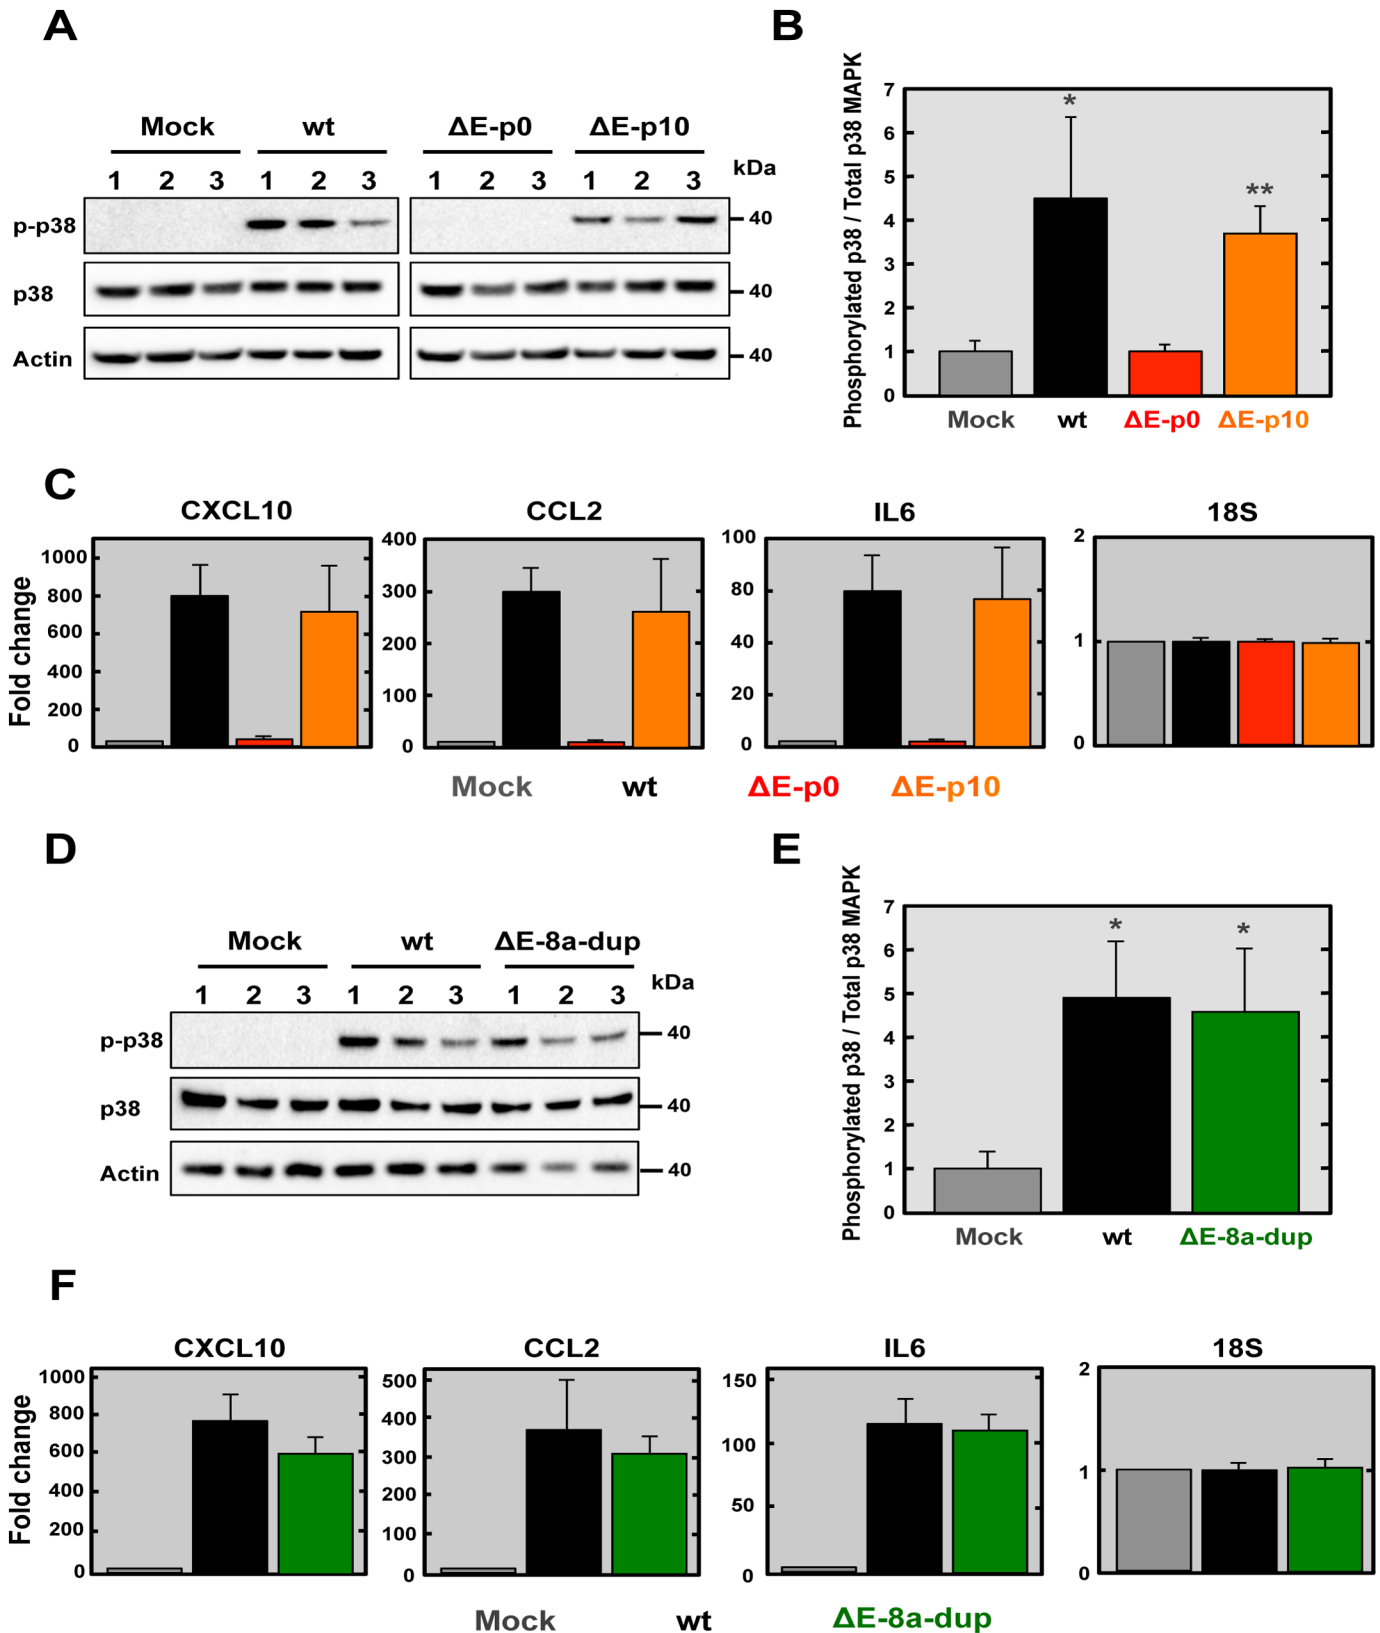 A
Mock wt ΔE-p0 ΔE-p10
1 2 3 1 2 3 1 2 3 1 2 3 kDa
p-p38 40
p38 40
Actin 40
B
Phosphorylated p38 / Total p38 MAPK
7
6
5
4
3
2
1
0
*
**
Mock wt ΔE-p0 ΔE-p10
C
Fold change
CXCL10
1000
800
600
400
200
0
CCL2
400
300
200
100
0
IL6
100
80
60
40
20
0
18S
2
1
0
Mock wt ΔE-p0 ΔE-p10
D
Mock wt ΔE-8a-dup
1 2 3 1 2 3 1 2 3 kDa
p-p38 40
p38 40
Actin 40
E
Phosphorylated p38 / Total p38 MAPK
7
6
5
4
3
2
1
0
* *
Mock wt ΔE-8a-dup
F
Fold change
CXCL10
1000
800
600
400
200
0
CCL2
500
400
300
200
100
0
IL6
150
100
50
0
18S
2
1
0
Mock wt ΔE-8a-dup